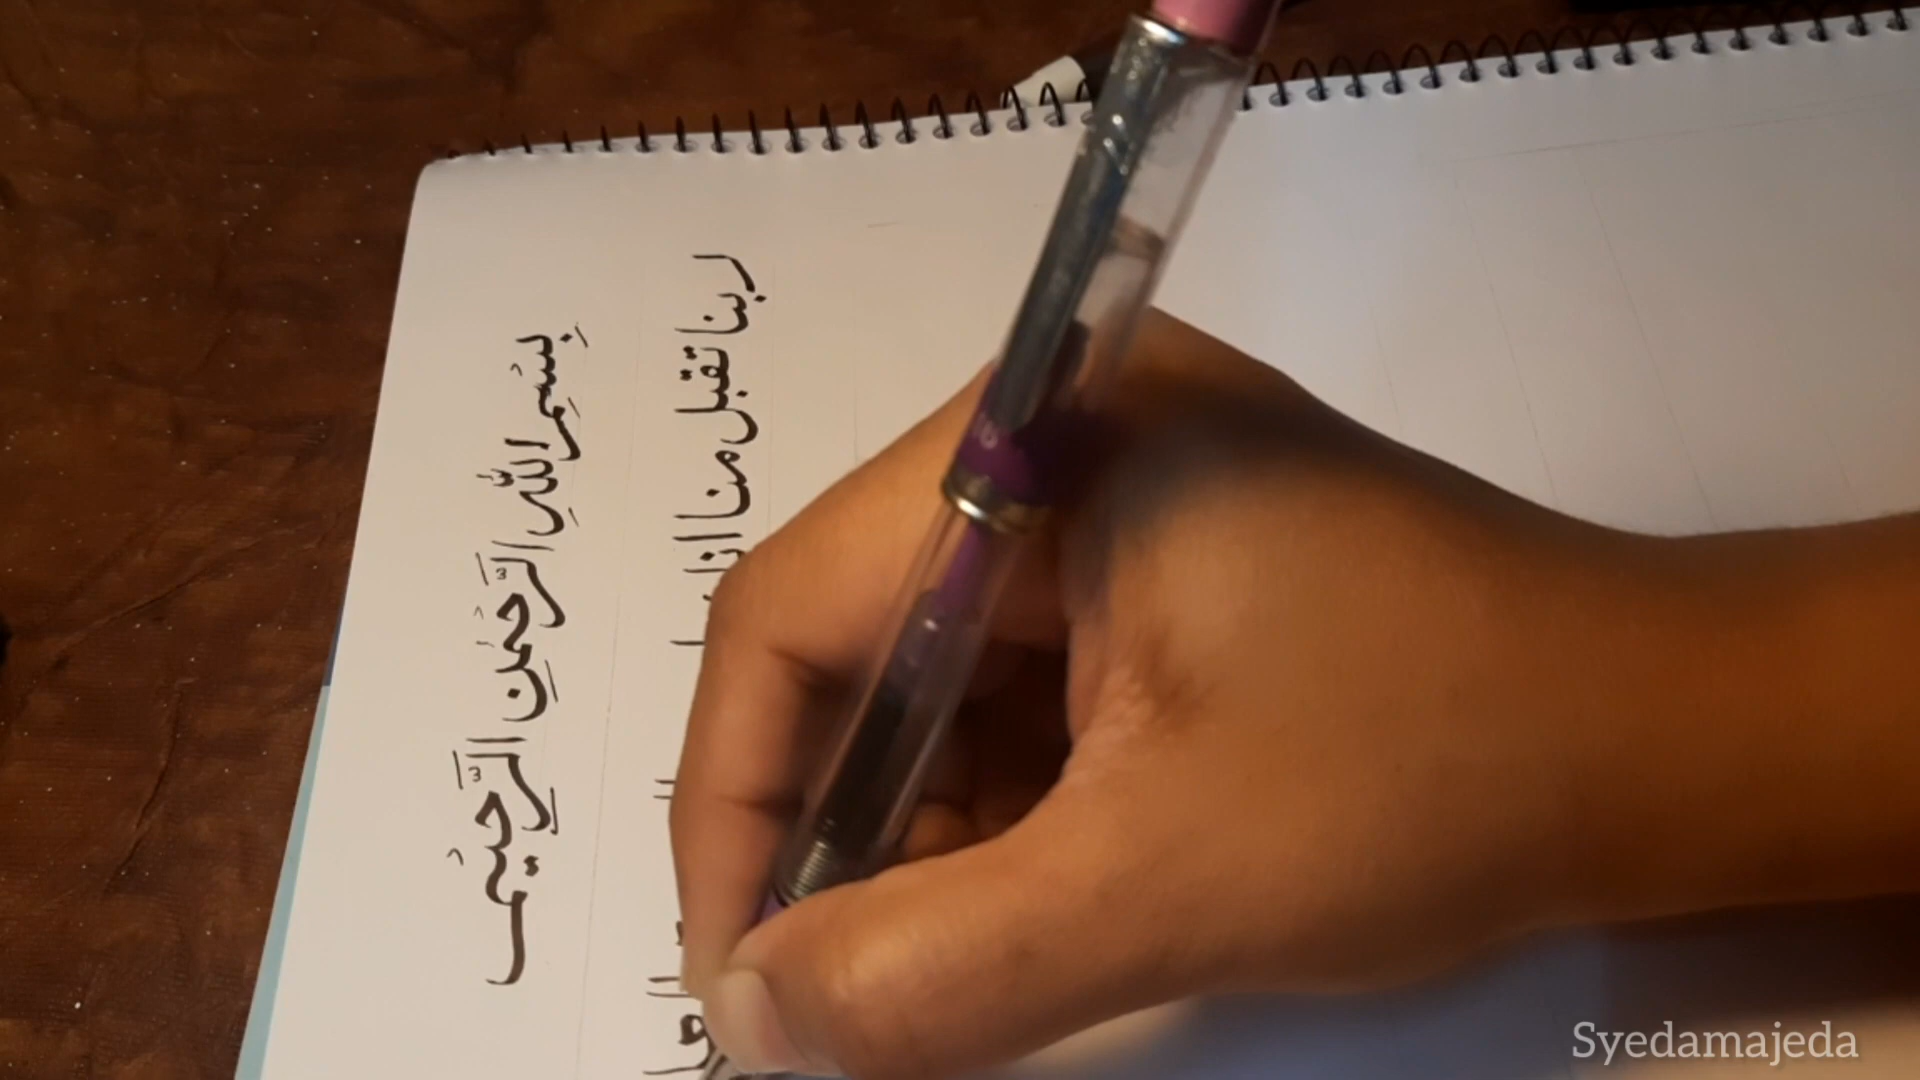 بِسْمِ اللّٰهِ الرَّحْمٰنِ الرَّحِيْمِ
ربنا تقبل منا
Syedamajeda